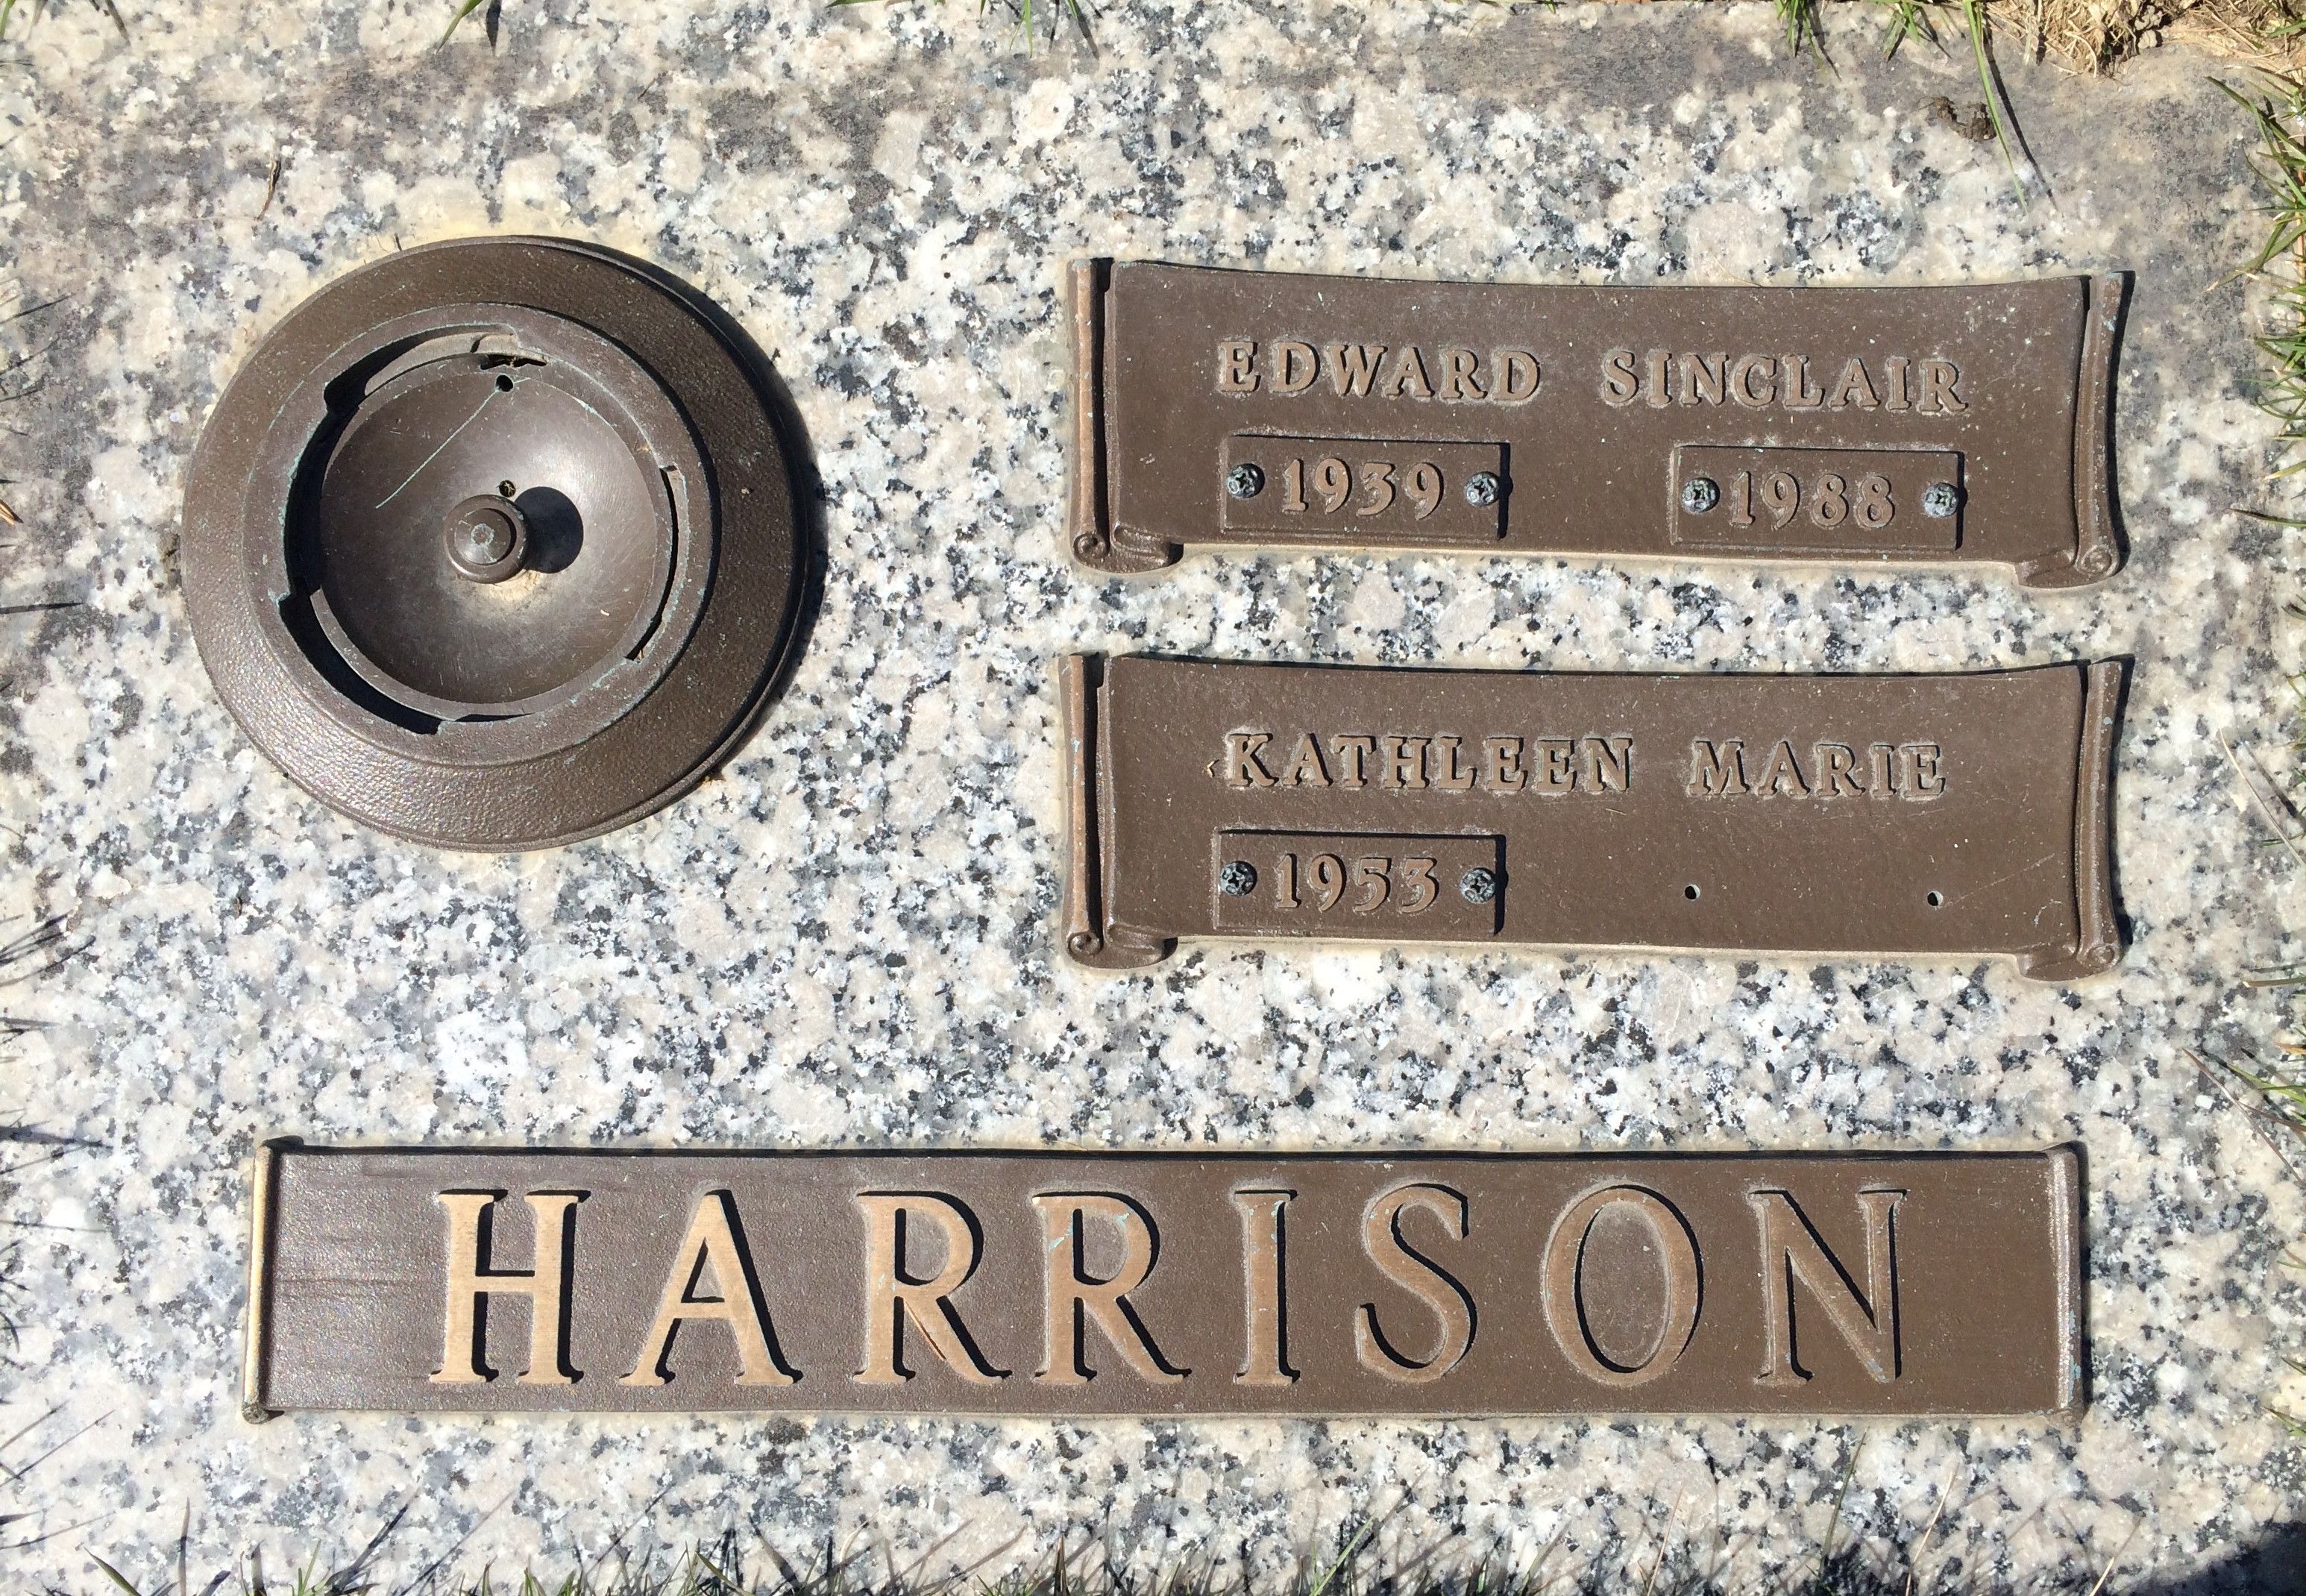 EDWARD SINCLAIR
1939 1988
KATHLEEN MARIE
1953
HARRISON